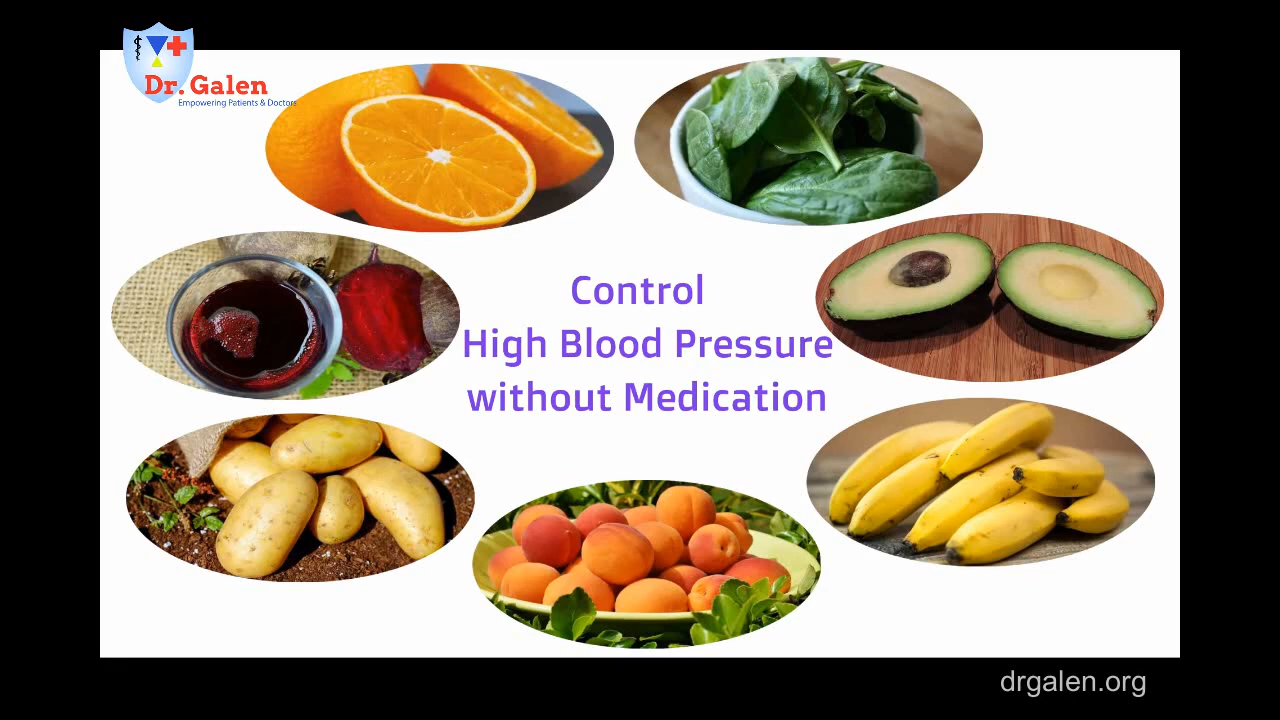 Dr. Galen
Empowering Patients & Doctors
Control
High Blood Pressure
without Medication
drgalen.org